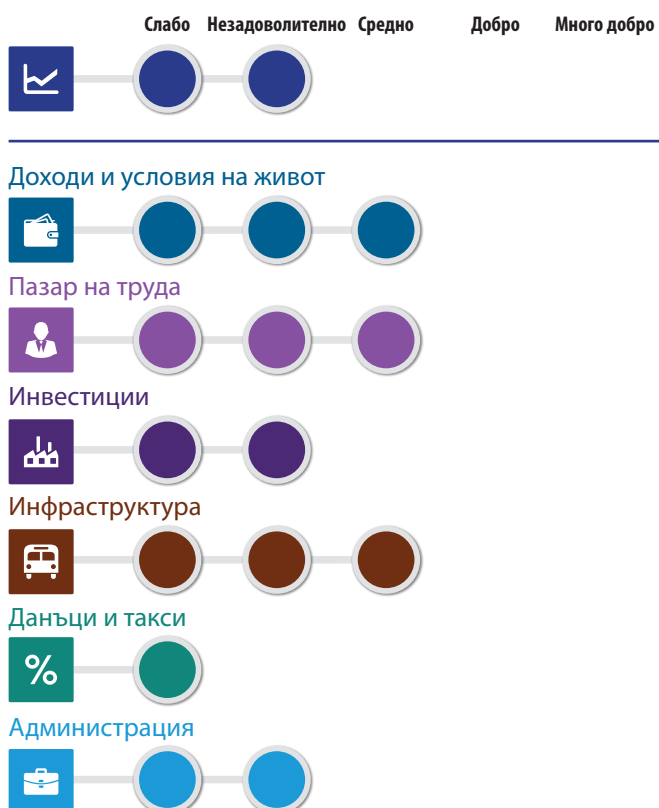 Слабо Незадоволително Средно Добро Много добро
Доходи и условия на живот
Пазар на труда
Инвестиции
Инфраструктура
Данъци и такси
%
Администрация